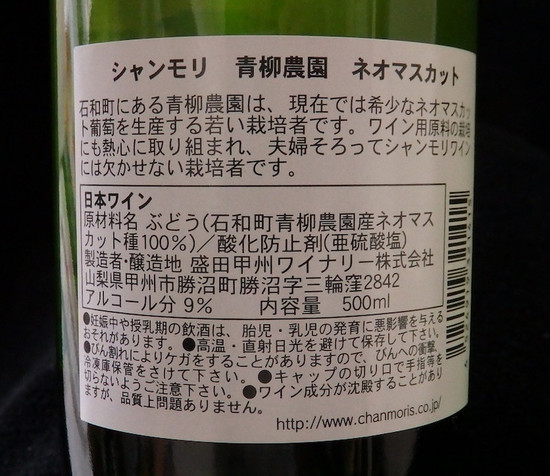 シャンモリ　青柳農園　ネオマスカット
石和町にある青柳農園は、現在では希少なネオマスカッ
ト葡萄を生産する若い栽培者です。ワイン用原料の栽培
にも熱心に取り組まれ、夫婦そろってシャンモリワイン
には欠かせない栽培者です。
日本ワイン
原材料名 ぶどう（石和町青柳農園産ネオマス
カット種100％）／酸化防止剤（亜硫酸塩）
製造者・醸造地 盛田甲州ワイナリー株式会社
山梨県甲州市勝沼町勝沼字三輪窪2842
アルコール分 9％　　内容量　500ml
●妊娠中や授乳期の飲酒は、胎児・乳児の発育に悪影響を与える
おそれがあります。●高温・直射日光を避けて保存して下さい。
●びん割れによりケガをすることがありますので、びんへの衝撃、
冷凍庫保管をさけて下さい。●キャップの切り口で手指等を
切らないようご注意下さい。●ワイン成分が沈殿することがあり
ますが、品質上問題ありません。
http://www.chanmoris.co.jp/